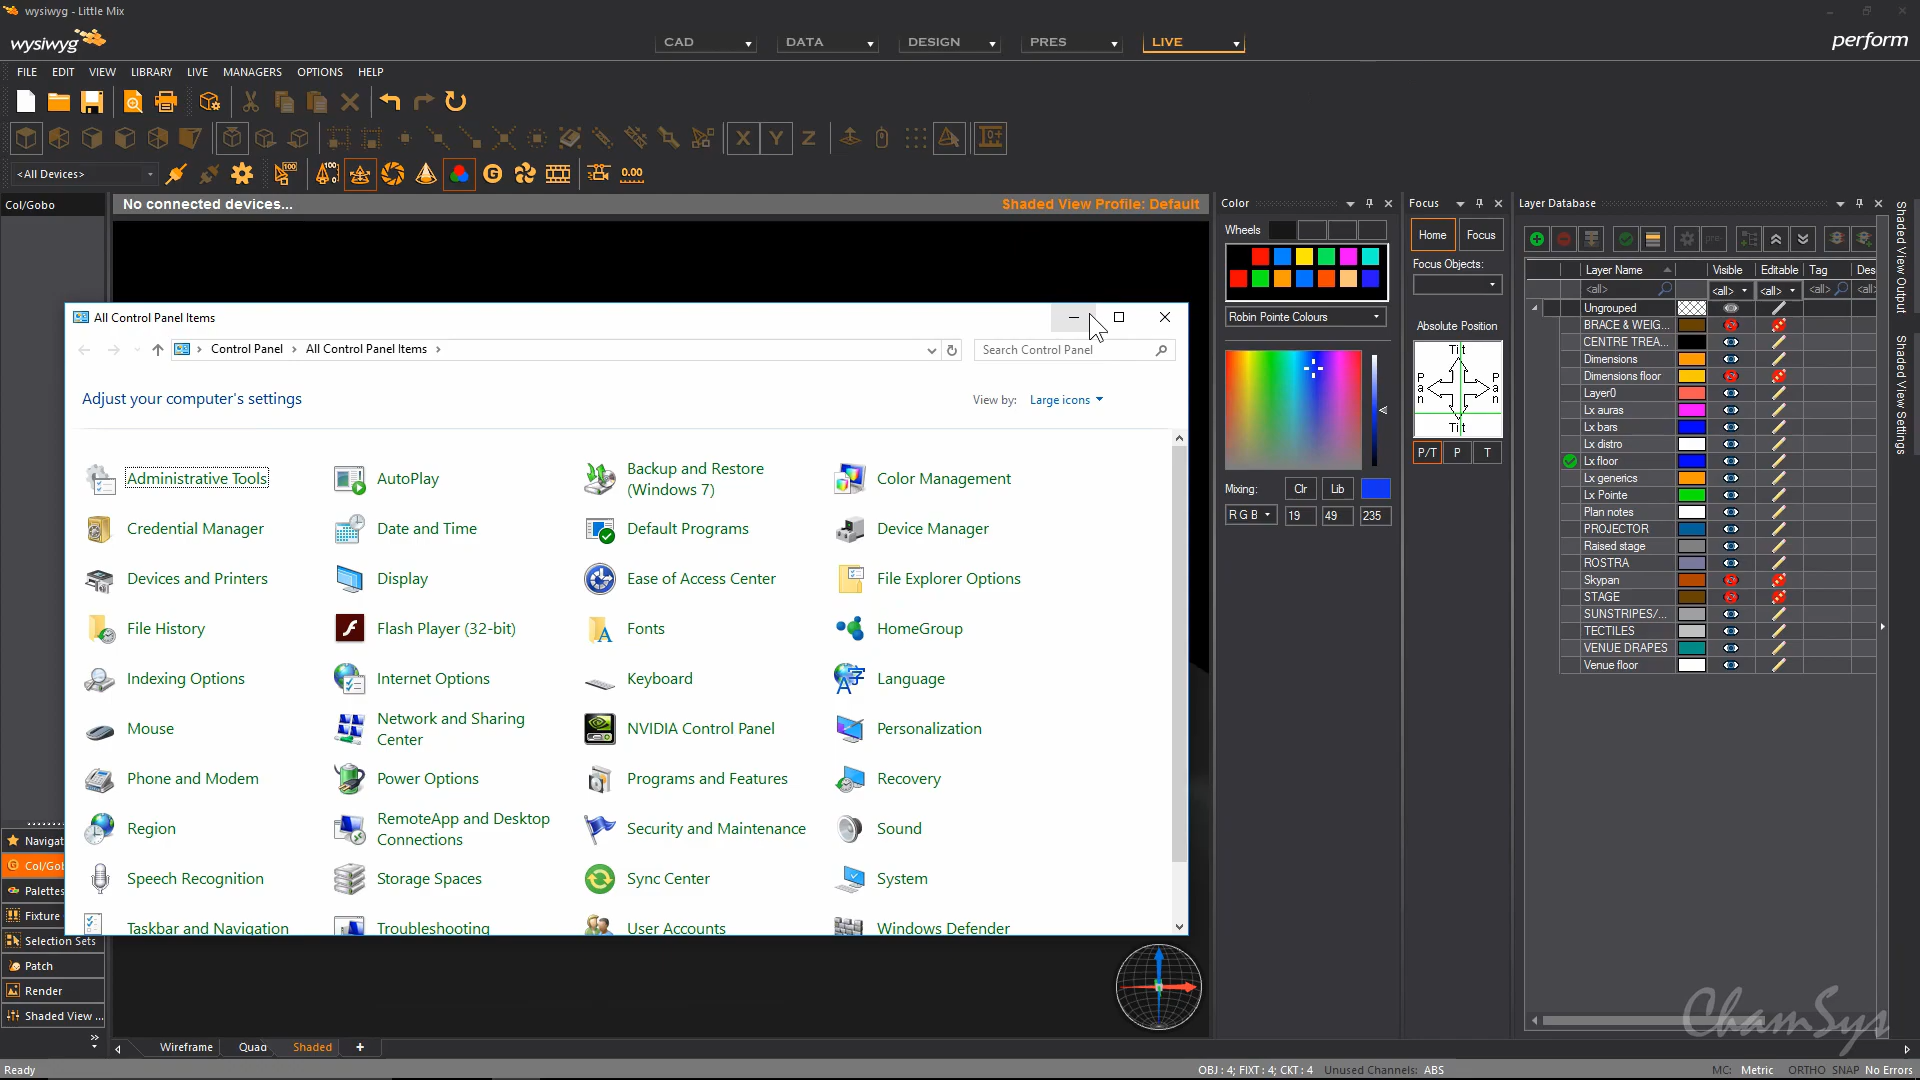 wysiwyg - Little Mix
wysiwyg
CAD
DATA
DESIGN
PRES
LIVE
perform
FILE EDIT VIEW LIBRARY LIVE MANAGERS OPTIONS HELP
X Y Z
<All Devices>
100
100
G
0.00
Col/Gobo
No connected devices...
Shaded View Profile: Default
All Control Panel Items
Control Panel
All Control Panel Items
Search Control Panel
Adjust your computer's settings
View by: Large icons
Administrative Tools
AutoPlay
Backup and Restore
(Windows 7)
Color Management
Credential Manager
Date and Time
Default Programs
Device Manager
Devices and Printers
Display
Ease of Access Center
File Explorer Options
File History
Flash Player (32-bit)
Fonts
HomeGroup
Indexing Options
Internet Options
Keyboard
Language
Mouse
Network and Sharing
Center
NVIDIA Control Panel
Personalization
Phone and Modem
Power Options
Programs and Features
Recovery
Region
RemoteApp and Desktop
Connections
Security and Maintenance
Sound
Speech Recognition
Storage Spaces
Sync Center
System
Taskbar and Navigation
Troubleshooting
User Accounts
Windows Defender
Navigat
Col/Gob
Palettes
Fixture
Selection Sets
Patch
Render
Shaded View ...
Wireframe
Quad
Shaded
+
Color
Wheels
Robin Pointe Colours
Mixing: Clr Lib
R G B 19 49 235
Focus
Home Focus
Focus Objects:
Absolute Position
Tilt
Pan
Pan
Tilt
P/T P T
Layer Database
pre-
Layer Name Visible Editable Tag Des
<all> <all> <all> <all> <all>
Ungrouped
BRACE & WEIG...
CENTRE TREA...
Dimensions
Dimensions floor
Layer0
Lx auras
Lx bars
Lx distro
Lx floor
Lx generics
Lx Pointe
Plan notes
PROJECTOR
Raised stage
ROSTRA
Skypan
STAGE
SUNSTRIPES/...
TECTILES
VENUE DRAPES
Venue floor
Shaded View Output
Shaded View Settings
ChamSys
Ready
OBJ : 4; FIXT : 4; CKT : 4
Unused Channels: ABS
MC: Metric
ORTHO SNAP No Errors